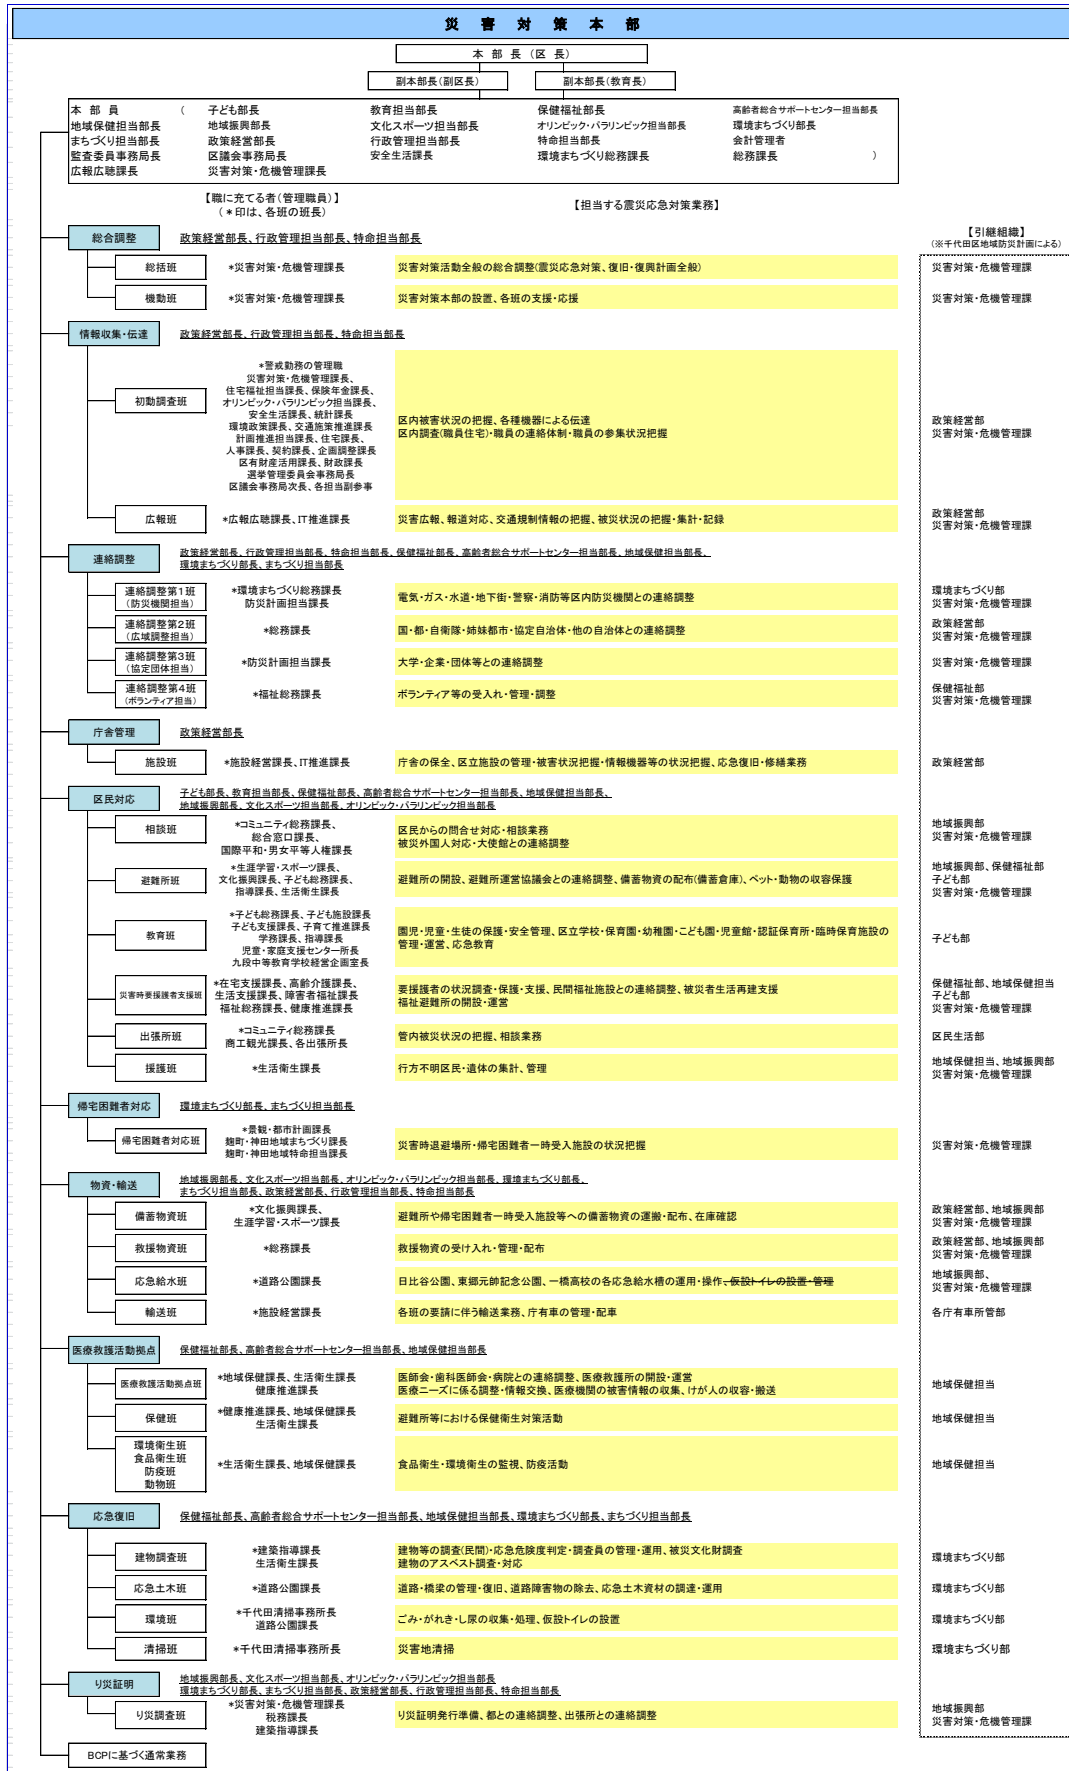 災害対策本部
本部長(区長)
副本部長(副区長)
副本部長(教育長)
本部員 ( 子ども部長 教育担当部長 保健福祉部長 高齢者総合サポートセンター担当部長
地域保健担当部長 地域振興部長 文化スポーツ担当部長 オリンピック・パラリンピック担当部長 環境まちづくり部長
まちづくり担当部長 政策経営部長 行政管理担当部長 特命担当部長 会計管理者
監査委員事務局長 区議会事務局長 安全生活課長 環境まちづくり総務課長 総務課長 )
広報広聴課長 災害対策・危機管理課長
【職に充てる者(管理職員)】
(*印は、各班の班長)
【担当する震災応急対策業務】
【引継組織】
(※千代田区地域防災計画による)
総合調整
政策経営部長、行政管理担当部長、特命担当部長
総括班
*災害対策・危機管理課長
災害対策活動全般の総合調整(震災応急対策、復旧・復興計画全般)
災害対策・危機管理課
機動班
*災害対策・危機管理課長
災害対策本部の設置、各班の支援・応援
災害対策・危機管理課
情報収集・伝達
政策経営部長、行政管理担当部長、特命担当部長
初動調査班
*警戒勤務の管理職
災害対策・危機管理課長、
住宅福祉担当課長、保険年金課長、
オリンピック・パラリンピック担当課長、
安全生活課長、統計課長
環境政策課長、交通施策推進課長
計画推進担当課長、住宅課長、
人事課長、契約課長、企画調整課長
区有財産活用課長、財政課長
選挙管理委員会事務局長
区議会事務局次長、各担当副参事
区内被害状況の把握、各種機器による伝達
区内調査(職員住宅)・職員の連絡体制・職員の参集状況把握
政策経営部
災害対策・危機管理課
広報班
*広報広聴課長、IT推進課長
災害広報、報道対応、交通規制情報の把握、被災状況の把握・集計・記録
政策経営部
災害対策・危機管理課
連絡調整
政策経営部長、行政管理担当部長、特命担当部長、保健福祉部長、高齢者総合サポートセンター担当部長、地域保健担当部長、
環境まちづくり部長、まちづくり担当部長
連絡調整第1班
(防災機関担当)
*環境まちづくり総務課長
防災計画担当課長
電気・ガス・水道・地下街・警察・消防等区内防災機関との連絡調整
環境まちづくり部
災害対策・危機管理課
連絡調整第2班
(広域調整担当)
*総務課長
国・都・自衛隊・姉妹都市・協定自治体・他の自治体との連絡調整
政策経営部
災害対策・危機管理課
連絡調整第3班
(協定団体担当)
*防災計画担当課長
大学・企業・団体等との連絡調整
災害対策・危機管理課
連絡調整第4班
(ボランティア担当)
*福祉総務課長
ボランティア等の受入れ・管理・調整
保健福祉部
災害対策・危機管理課
庁舎管理
政策経営部長
施設班
*施設経営課長、IT推進課長
庁舎の保全、区立施設の管理・被害状況把握・情報機器等の状況把握、応急復旧・修繕業務
政策経営部
区民対応
子ども部長、教育担当部長、保健福祉部長、高齢者総合サポートセンター担当部長、地域保健担当部長、
地域振興部長、文化スポーツ担当部長、オリンピック・パラリンピック担当部長
相談班
*コミュニティ総務課長、
総合窓口課長、
国際平和・男女平等人権課長
区民からの問合せ対応・相談業務
被災外国人対応・大使館との連絡調整
地域振興部
災害対策・危機管理課
避難所班
*生涯学習・スポーツ課長、
文化振興課長、子ども総務課長、
指導課長、生活衛生課長
避難所の開設、避難所運営協議会との連絡調整、備蓄物資の配布(備蓄倉庫)、ペット・動物の収容保護
地域振興部、保健福祉部
子ども部
災害対策・危機管理課
教育班
*子ども総務課長、子ども施設課長
子ども支援課長、子育て推進課長
学務課長、指導課長
児童・家庭支援センター所長
九段中等教育学校経営企画室長
園児・児童・生徒の保護・安全管理、区立学校・保育園・幼稚園・こども園・児童館・認証保育所・臨時保育施設の
管理・運営、応急教育
子ども部
災害時要援護者支援班
*在宅支援課長、高齢介護課長、
生活支援課長、障害者福祉課長
福祉総務課長、健康推進課長
要援護者の状況調査・保護・支援、民間福祉施設との連絡調整、被災者生活再建支援
福祉避難所の開設・運営
保健福祉部、地域保健担当
子ども部
災害対策・危機管理課
出張所班
*コミュニティ総務課長
商工観光課長、各出張所長
管内被災状況の把握、相談業務
区民生活部
援護班
*生活衛生課長
行方不明区民・遺体の集計、管理
地域保健担当、地域振興部
災害対策・危機管理課
帰宅困難者対応
環境まちづくり部長、まちづくり担当部長
帰宅困難者対応班
*景観・都市計画課長
麹町・神田地域まちづくり課長
麹町・神田地域特命担当課長
災害時退避場所・帰宅困難者一時受入施設の状況把握
災害対策・危機管理課
物資・輸送
地域振興部長、文化スポーツ担当部長、オリンピック・パラリンピック担当部長、環境まちづくり部長、
まちづくり担当部長、政策経営部長、行政管理担当部長、特命担当部長
備蓄物資班
*文化振興課長、
生涯学習・スポーツ課長
避難所や帰宅困難者一時受入施設等への備蓄物資の運搬・配布、在庫確認
政策経営部、地域振興部
災害対策・危機管理課
救援物資班
*総務課長
救援物資の受け入れ・管理・配布
政策経営部、地域振興部
災害対策・危機管理課
応急給水班
*道路公園課長
日比谷公園、東郷元帥記念公園、一橋高校の各応急給水槽の運用・操作、仮設トイレの設置・管理
地域振興部、
災害対策・危機管理課
輸送班
*施設経営課長
各班の要請に伴う輸送業務、庁有車の管理・配車
各庁有車所管部
医療救護活動拠点
保健福祉部長、高齢者総合サポートセンター担当部長、地域保健担当部長
医療救護活動拠点班
*地域保健課長、生活衛生課長
健康推進課長
医師会・歯科医師会・病院との連絡調整、医療救護所の開設・運営
医療ニーズに係る調整・情報交換、医療機関の被害情報の収集、けが人の収容・搬送
地域保健担当
保健班
*健康推進課長、地域保健課長
生活衛生課長
避難所等における保健衛生対策活動
地域保健担当
環境衛生班
食品衛生班
防疫班
動物班
*生活衛生課長、地域保健課長
食品衛生・環境衛生の監視、防疫活動
地域保健担当
応急復旧
保健福祉部長、高齢者総合サポートセンター担当部長、地域保健担当部長、環境まちづくり部長、まちづくり担当部長
建物調査班
*建築指導課長
生活衛生課長
建物等の調査(民間)・応急危険度判定・調査員の管理・運用、被災文化財調査
建物のアスベスト調査・対応
環境まちづくり部
応急土木班
*道路公園課長
道路・橋梁の管理・復旧、道路障害物の除去、応急土木資材の調達・運用
環境まちづくり部
環境班
*千代田清掃事務所長
道路公園課長
ごみ・がれき・し尿の収集・処理、仮設トイレの設置
環境まちづくり部
清掃班
*千代田清掃事務所長
災害地清掃
環境まちづくり部
り災証明
地域振興部長、文化スポーツ担当部長、オリンピック・パラリンピック担当部長
環境まちづくり部長、まちづくり担当部長、政策経営部長、行政管理担当部長、特命担当部長
り災調査班
*災害対策・危機管理課長
税務課長
建築指導課長
り災証明発行準備、都との連絡調整、出張所との連絡調整
地域振興部
災害対策・危機管理課
BCPに基づく通常業務